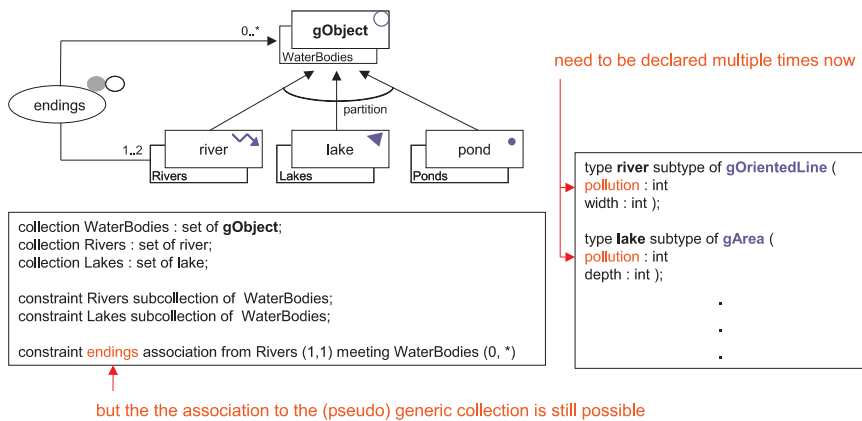 0..*
gObject
WaterBodies
need to be declared multiple times now
endings
partition
1..2
river
lake
pond
Rivers
Lakes
Ponds
type river subtype of gOrientedLine (
pollution : int
width : int );
type lake subtype of gArea (
pollution : int
depth : int );
.
.
.
collection WaterBodies : set of gObject;
collection Rivers : set of river;
collection Lakes : set of lake;
constraint Rivers subcollection of WaterBodies;
constraint Lakes subcollection of WaterBodies;
constraint endings association from Rivers (1,1) meeting WaterBodies (0, *)
but the the association to the (pseudo) generic collection is still possible